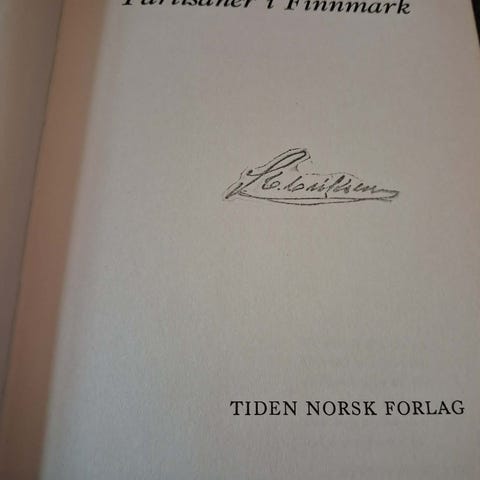 Partisaner i Finnmark
TIDEN NORSK FORLAG